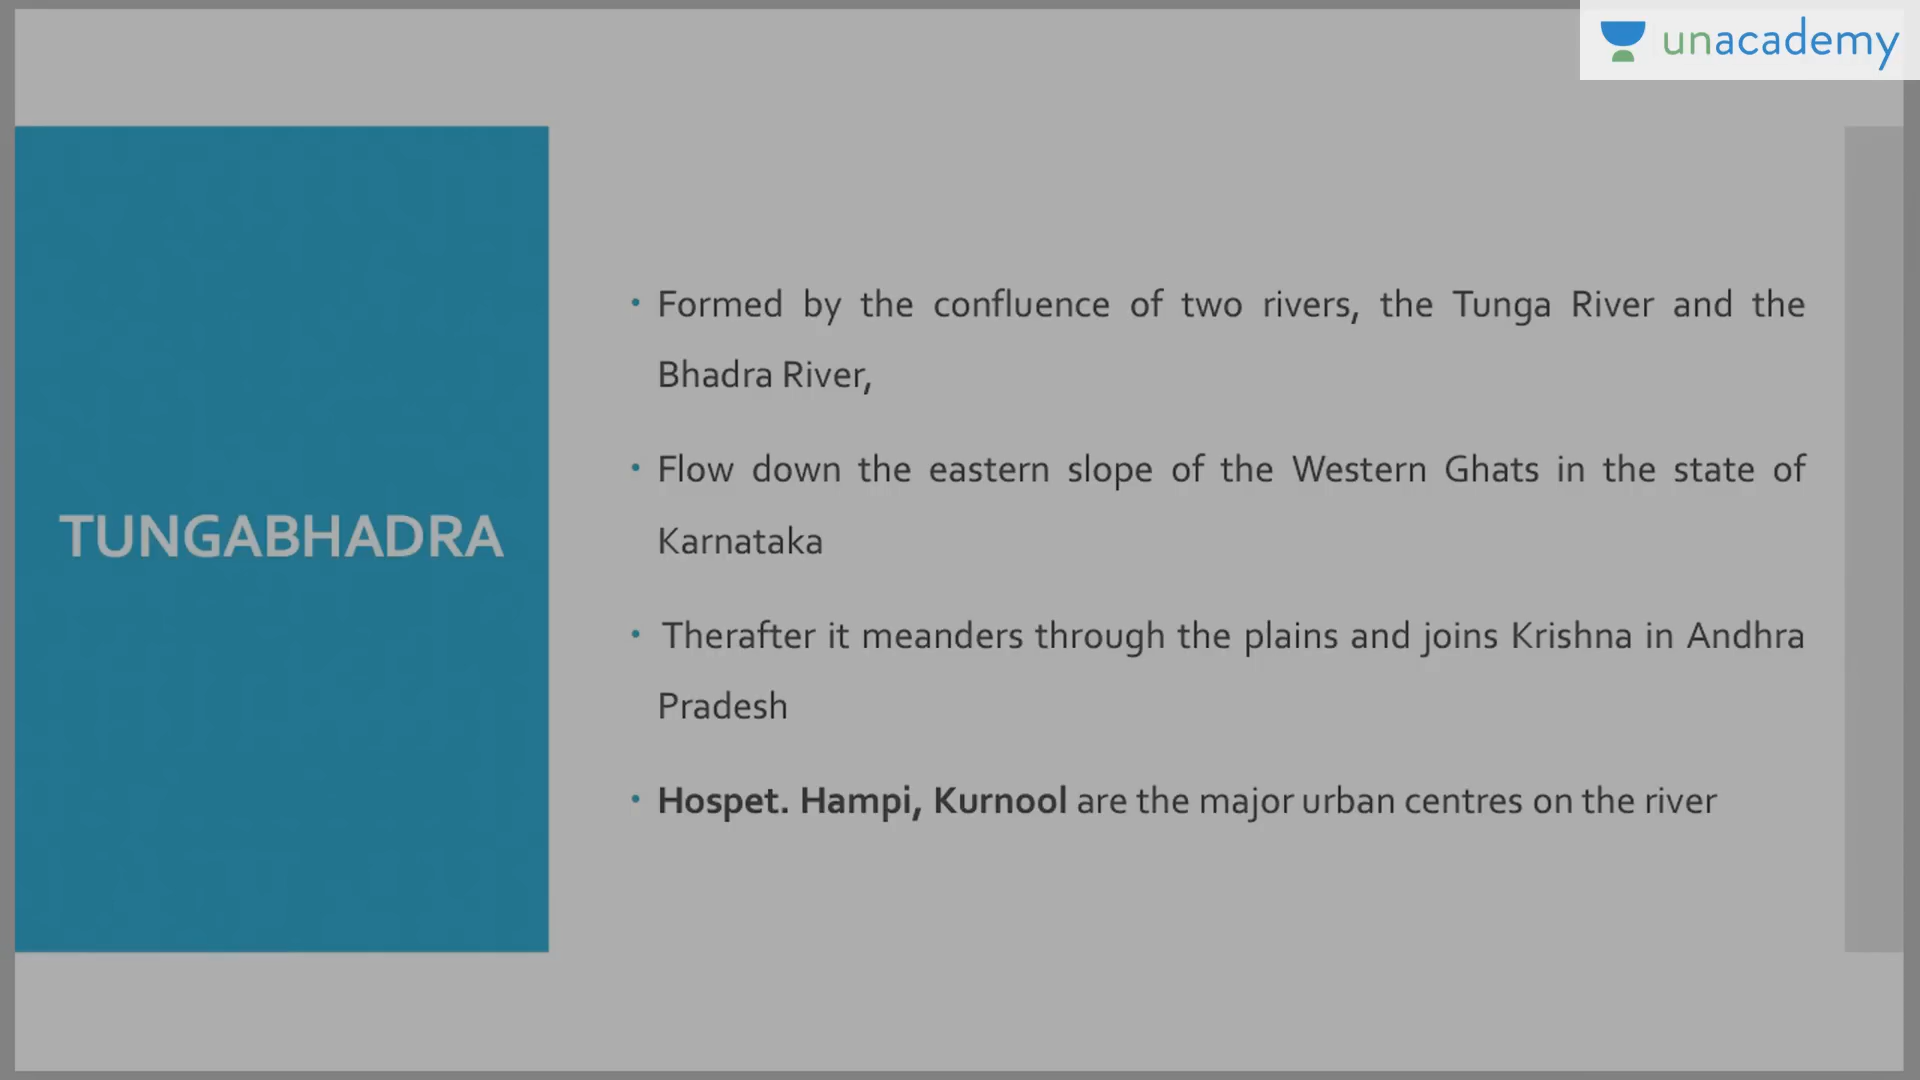 unacademy
TUNGABHADRA
• Formed by the confluence of two rivers, the Tunga River and the
Bhadra River,
• Flow down the eastern slope of the Western Ghats in the state of
Karnataka
• Therafter it meanders through the plains and joins Krishna in Andhra
Pradesh
• Hospet. Hampi, Kurnool are the major urban centres on the river